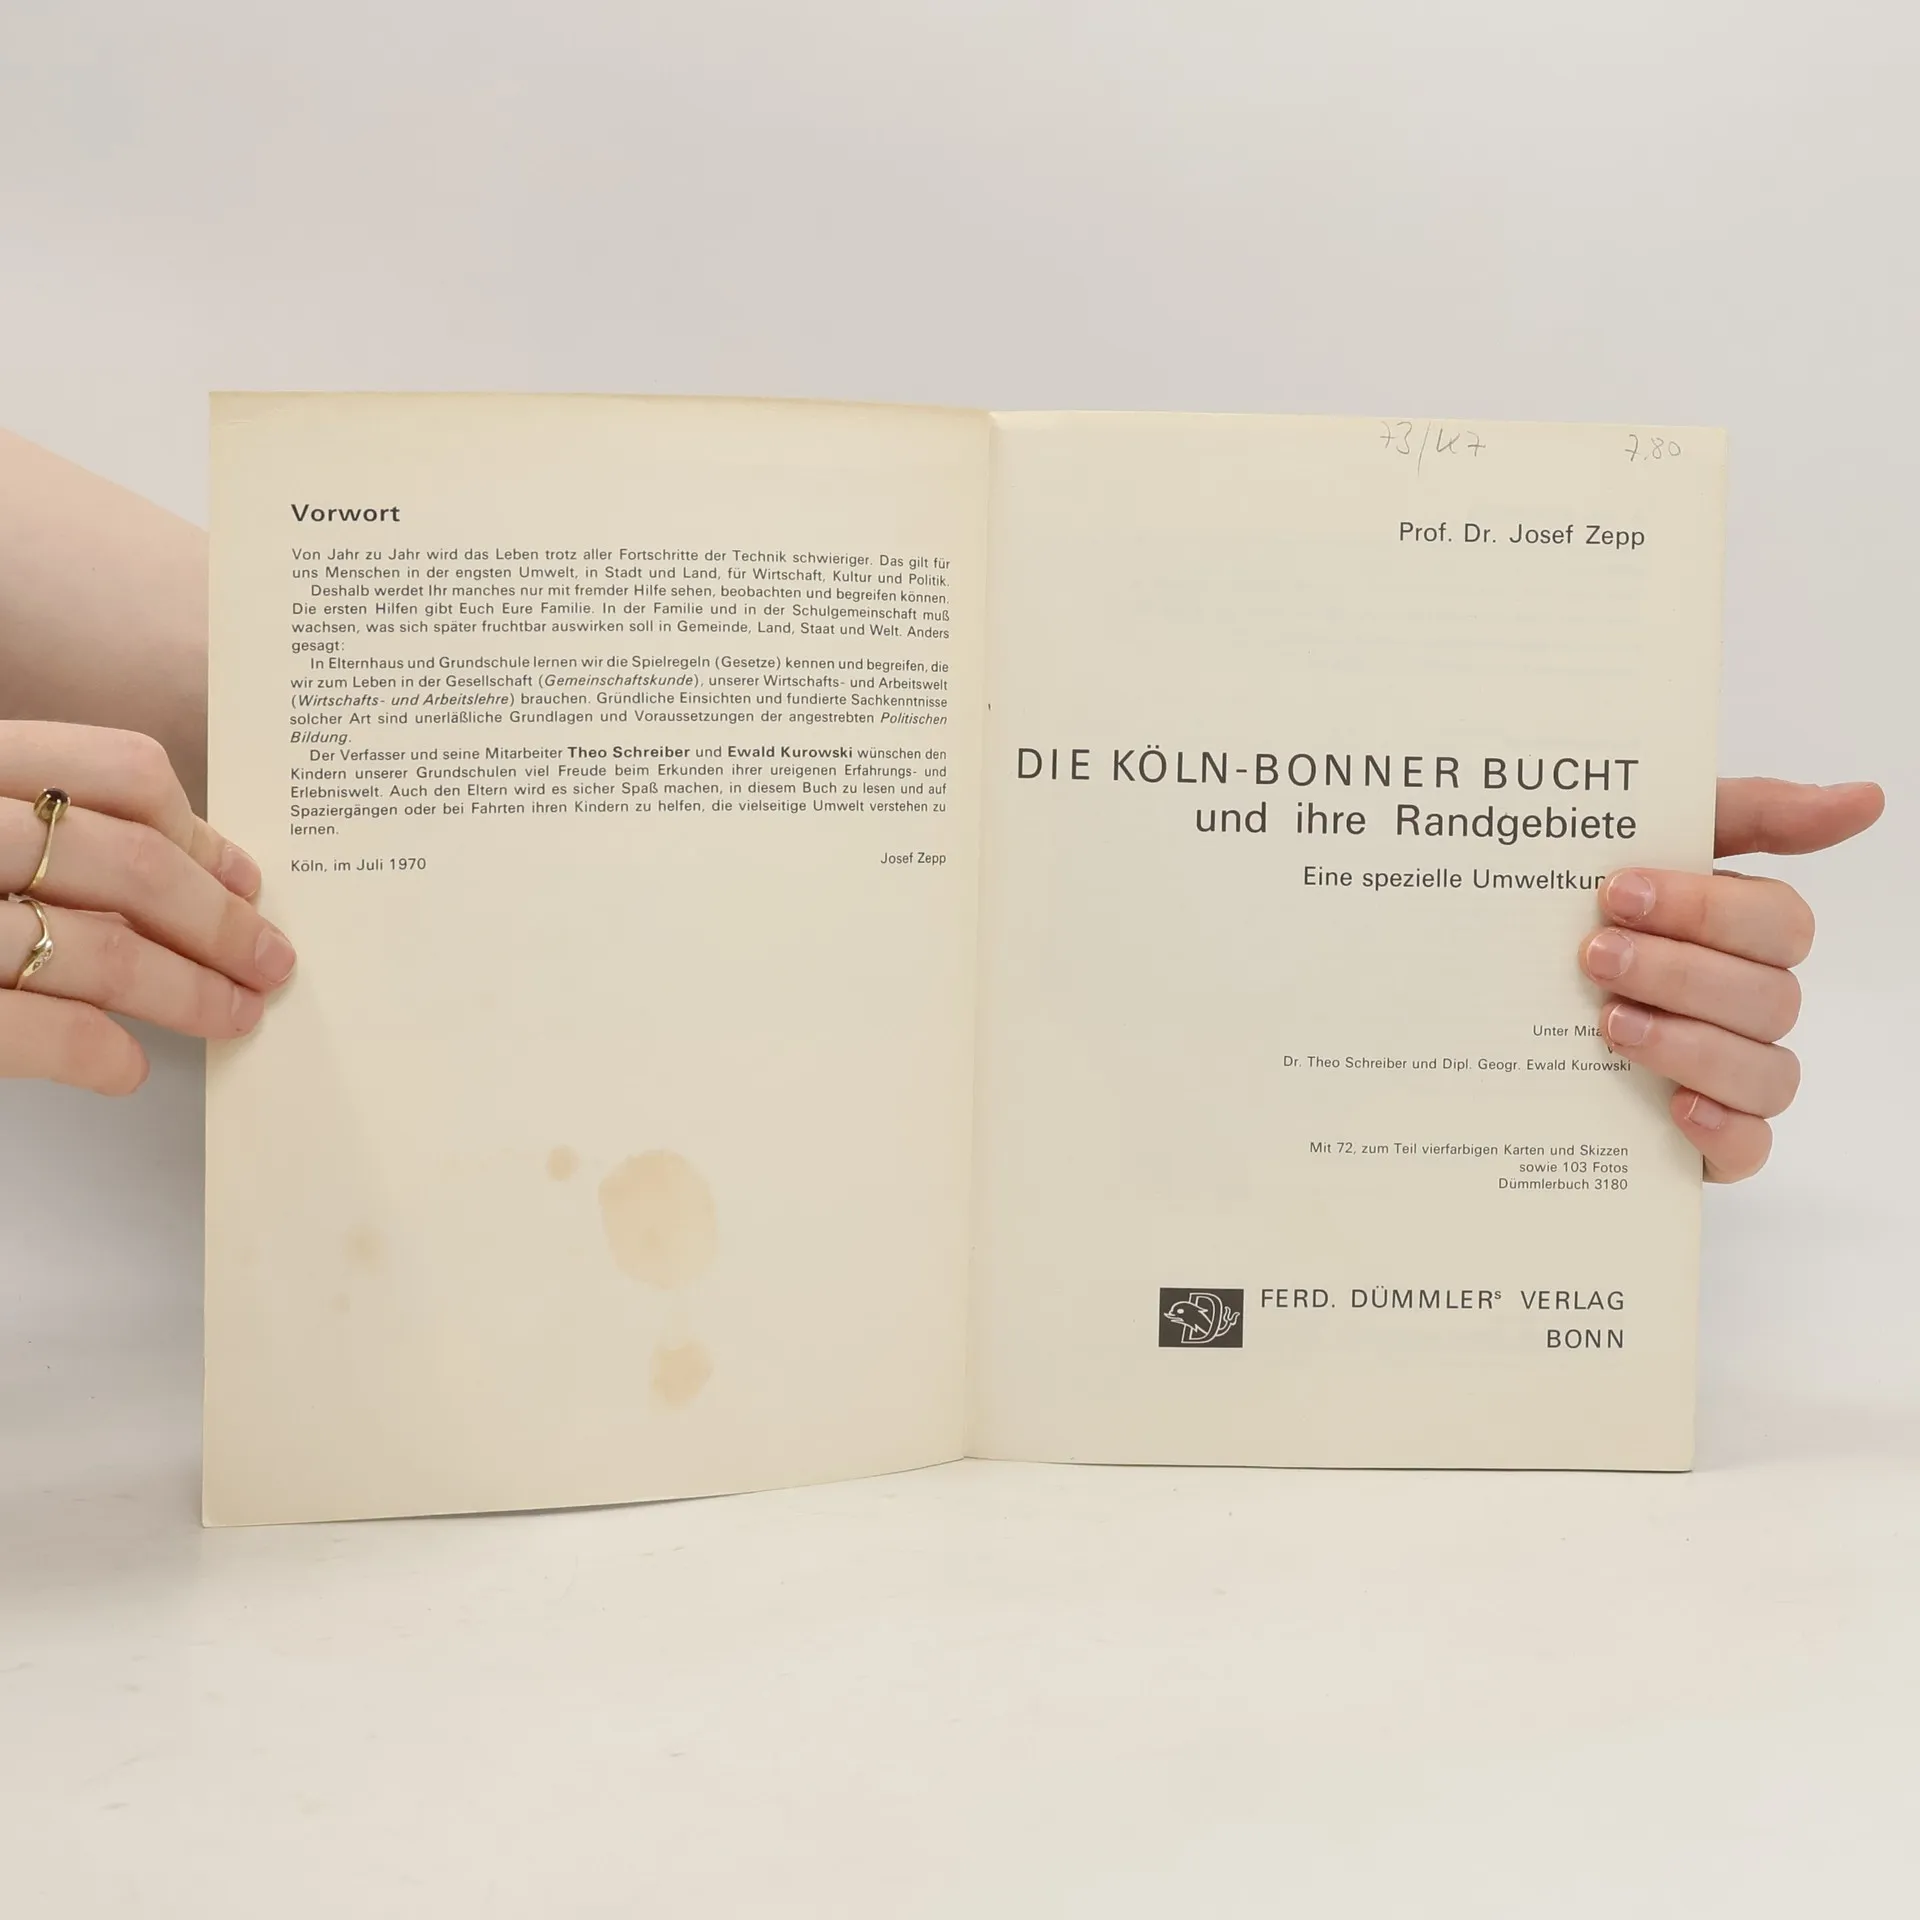 Vorwort
Von Jahr zu Jahr wird das Leben trotz aller Fortschritte der Technik schwieriger. Das gilt für
uns Menschen in der engsten Umwelt, in Stadt und Land, für Wirtschaft, Kultur und Politik.
Deshalb werdet Ihr manches nur mit fremder Hilfe sehen, beobachten und begreifen können.
Die ersten Hilfen gibt Euch Eure Familie. In der Familie und in der Schulgemeinschaft muß
wachsen, was sich später fruchtbar auswirken soll in Gemeinde, Land, Staat und Welt. Anders
gesagt:
In Elternhaus und Grundschule lernen wir die Spielregeln (Gesetze) kennen und begreifen, die
wir zum Leben in der Gesellschaft (Gemeinschaftskunde), unserer Wirtschafts- und Arbeitswelt
(Wirtschafts- und Arbeitslehre) brauchen. Gründliche Einsichten und fundierte Sachkenntnisse
solcher Art sind unerläßliche Grundlagen und Voraussetzungen der angestrebten Politischen
Bildung.
Der Verfasser und seine Mitarbeiter Theo Schreiber und Ewald Kurowski wünschen den
Kindern unserer Grundschulen viel Freude beim Erkunden ihrer ureigenen Erfahrungs- und
Erlebniswelt. Auch den Eltern wird es sicher Spaß machen, in diesem Buch zu lesen und auf
Spaziergängen oder bei Fahrten ihren Kindern zu helfen, die vielseitige Umwelt verstehen zu
lernen.
Köln, im Juli 1970 Josef Zepp
7.80
Prof. Dr. Josef Zepp
DIE KÖLN-BONNER BUCHT
und ihre Randgebiete
Eine spezielle
Unter
Dr. Theo Schreiber und Dipl. Geogr. Ewald Kurowski
Mit 72, zum Teil vierfarbigen Karten und Skizzen
sowie 103 Fotos
Dümmlerbuch 3180
FERD. DÜMMLERs VERLAG
BONN